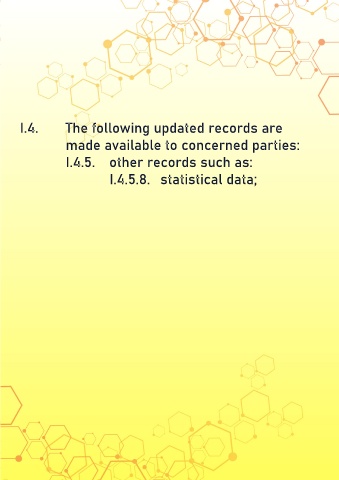 I.4. The following updated records are
made available to concerned parties:
I.4.5. other records such as:
I.4.5.8. statistical data;